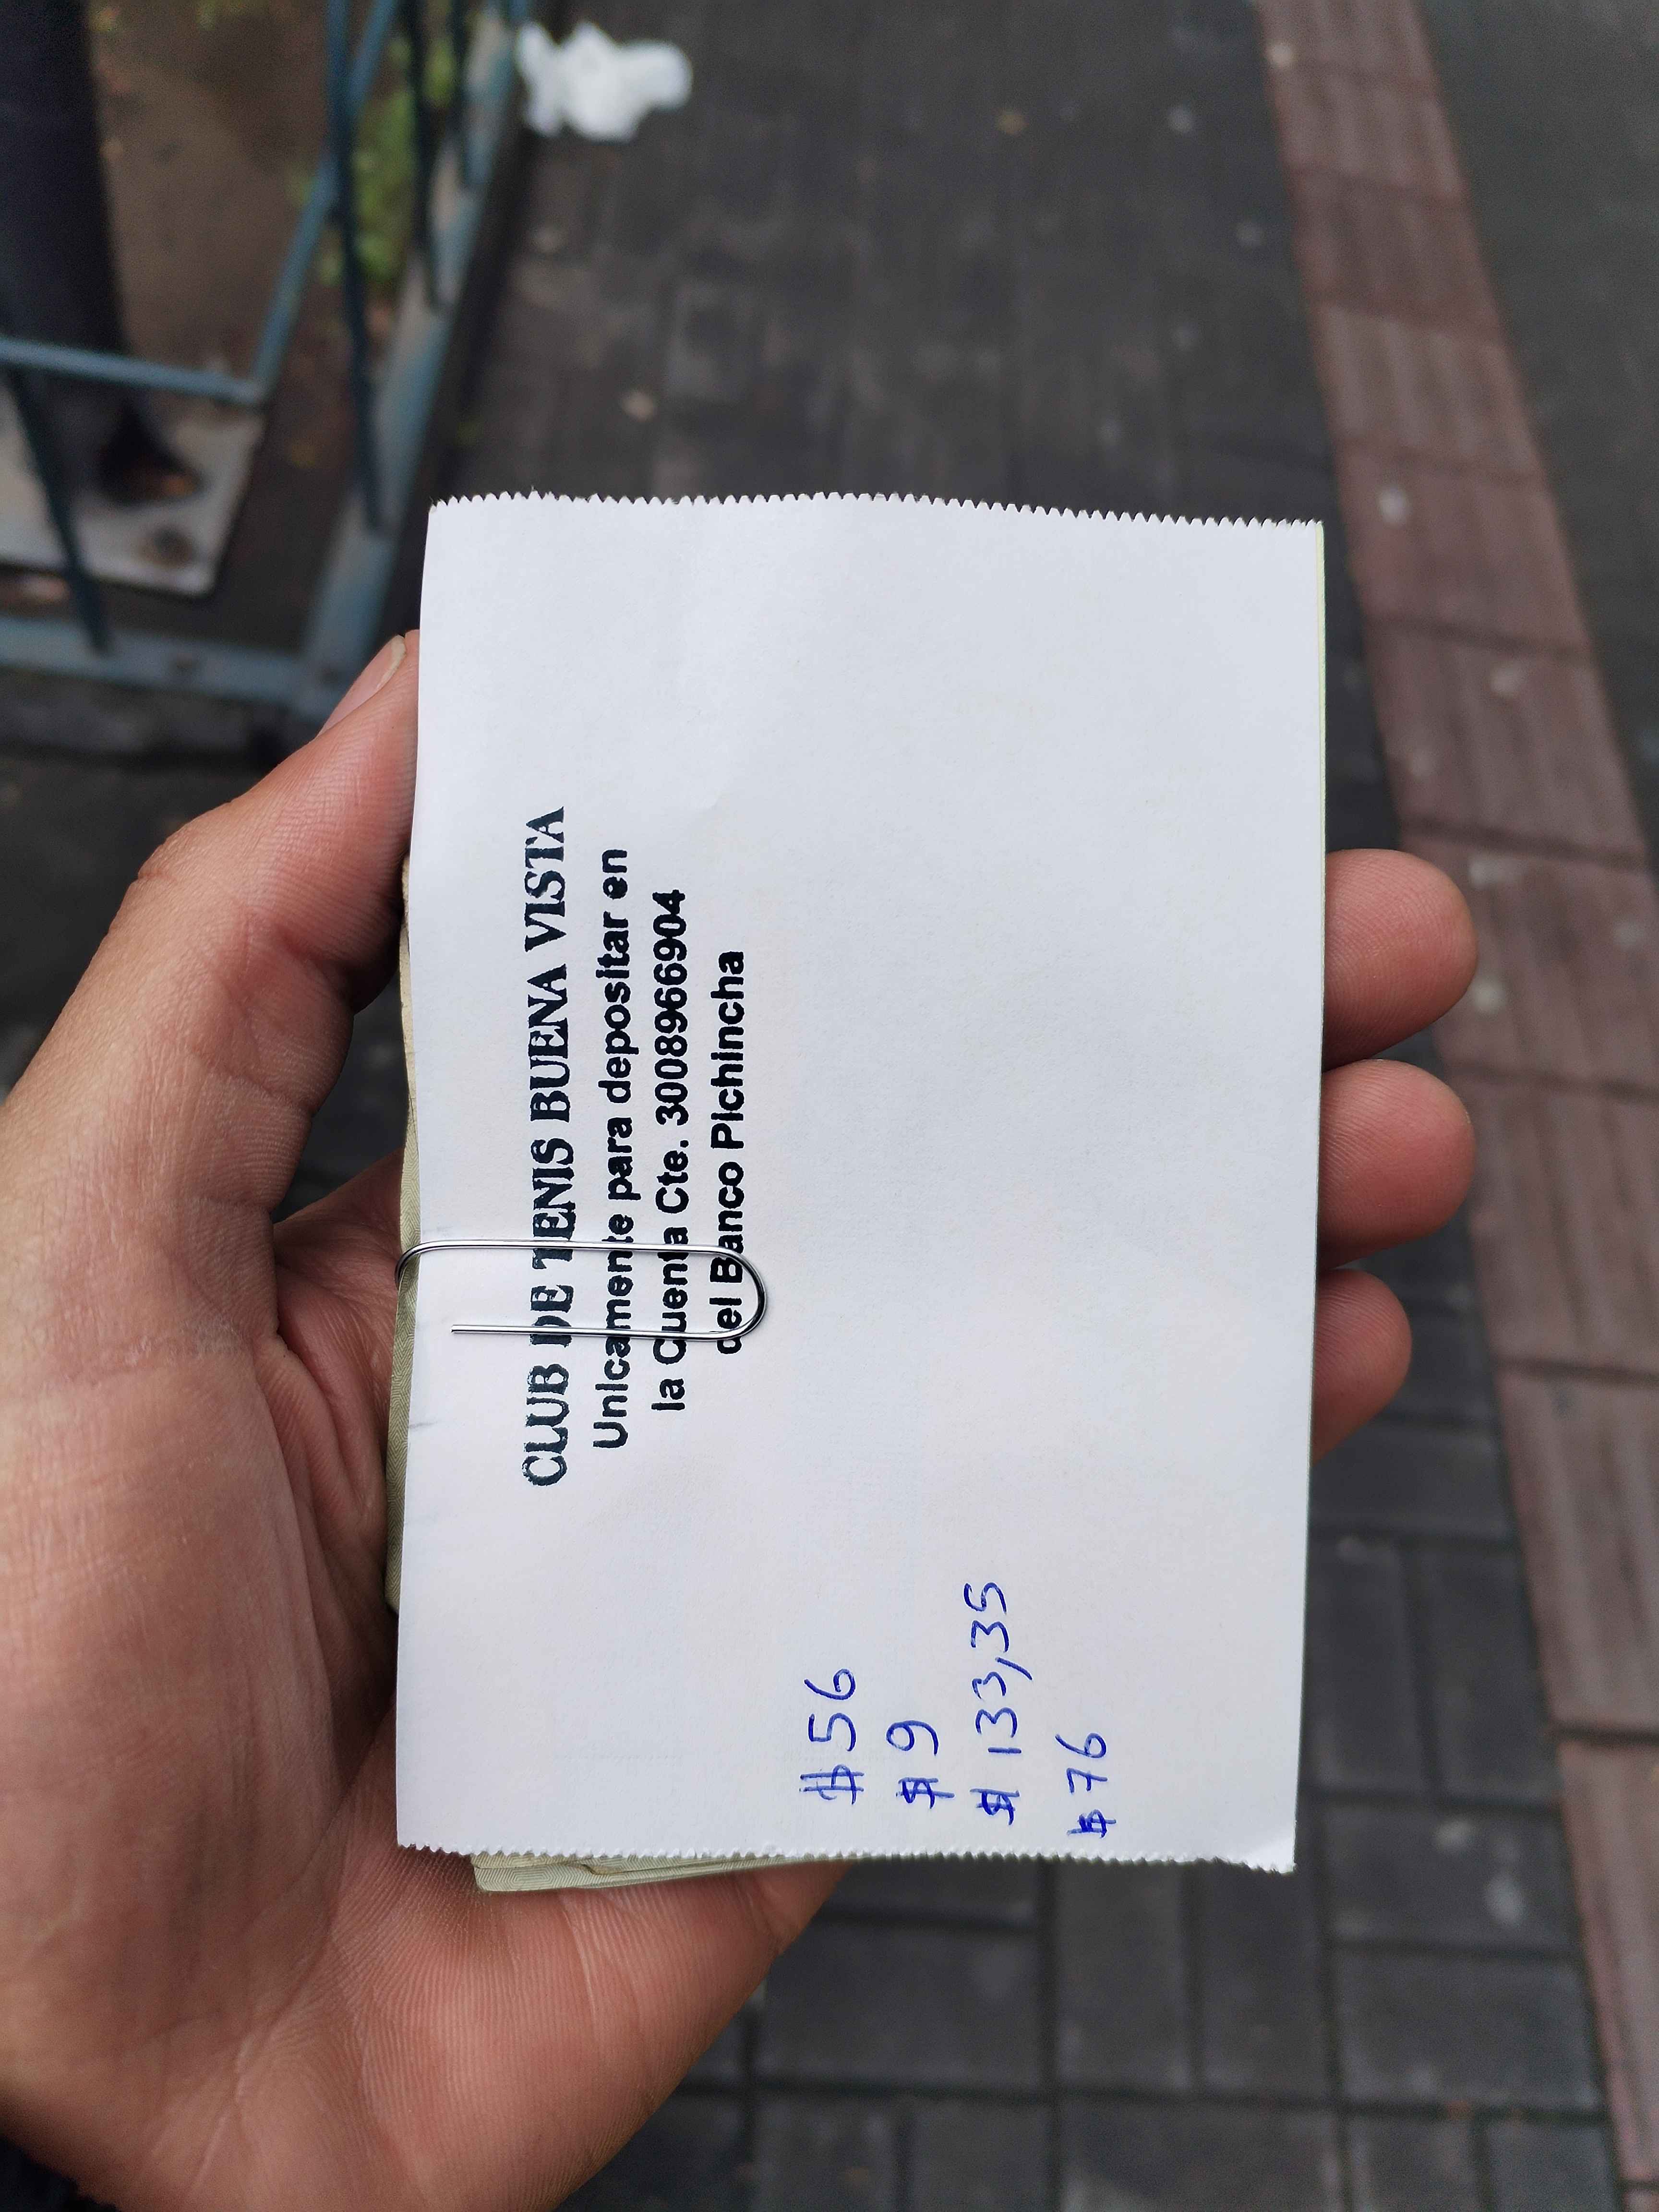 CLUB DE TENIS BUENA VISTA
Unicamente para depositar en
la Cuenta Cte. 3008966904
del Banco Pichincha
$56
$9
$133,35
$76